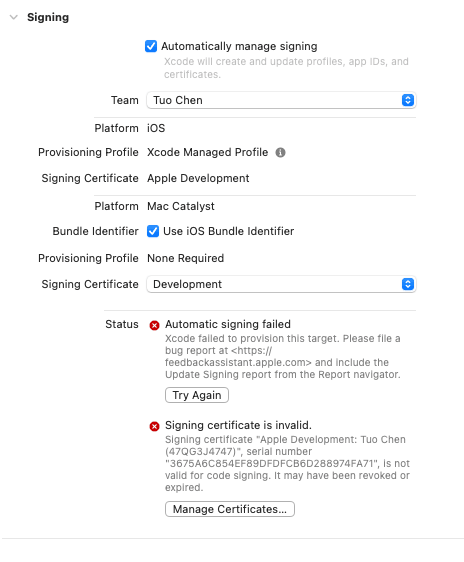 Signing
Automatically manage signing
Xcode will create and update profiles, app IDs, and
certificates.
Team Tuo Chen
Platform iOS
Provisioning Profile Xcode Managed Profile
Signing Certificate Apple Development
Platform Mac Catalyst
Bundle Identifier Use iOS Bundle Identifier
Provisioning Profile None Required
Signing Certificate Development
Status Automatic signing failed
Xcode failed to provision this target. Please file a
bug report at <https://
feedbackassistant.apple.com> and include the
Update Signing report from the Report navigator.
Try Again
Signing certificate is invalid.
Signing certificate "Apple Development: Tuo Chen
(47QG3J4747)", serial number
"3675A6C854EF89DFDFCB6D288974FA71", is not
valid for code signing. It may have been revoked or
expired.
Manage Certificates...